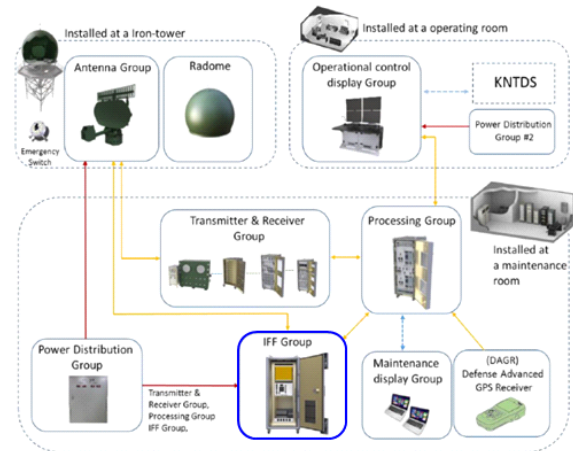 Installed at a Iron-tower
Antenna Group
Radome
Emergency
Switch
Installed at a operating room
Operational control
display Group
KNTDS
Power Distribution
Group #2
Transmitter & Receiver
Group
Processing Group
Installed at
a maintenance
room
Power Distribution
Group
Transmitter &
Receiver Group,
Processing Group
IFF Group,
IFF Group
Maintenance
display Group
(DAGR)
Defense Advanced
GPS Receiver